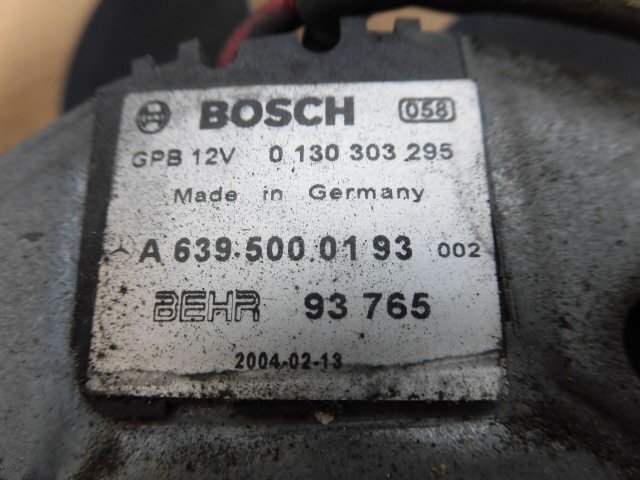 BOSCH 058
GPB 12V 0 130 303 295
Made in Germany
A 639.500.01 93 002
BEHR 93 765
2004-02-13